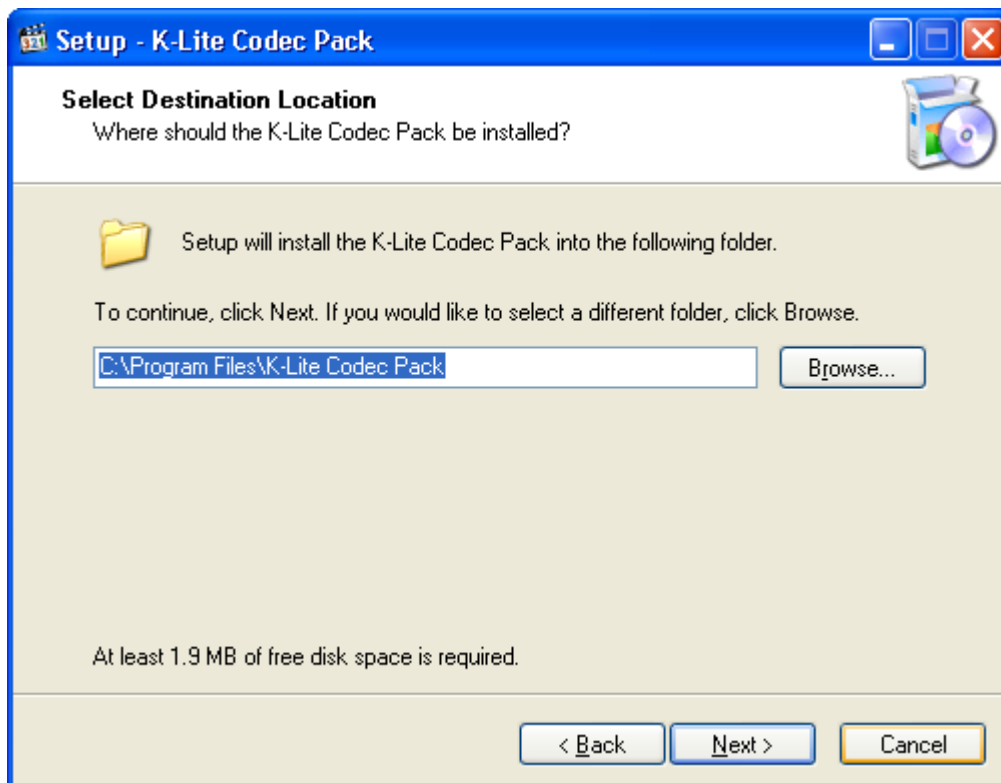 Setup - K-Lite Codec Pack
Select Destination Location
Where should the K-Lite Codec Pack be installed?
Setup will install the K-Lite Codec Pack into the following folder.
To continue, click Next. If you would like to select a different folder, click Browse.
C:\Program Files\K-Lite Codec Pack
Browse...
At least 1.9 MB of free disk space is required.
< Back
Next >
Cancel